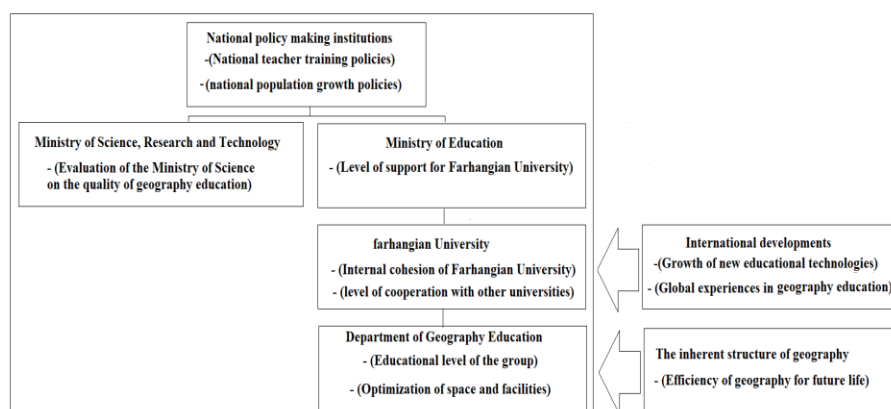 National policy making institutions
-(National teacher training policies)
-(national population growth policies)
Ministry of Science, Research and Technology
- (Evaluation of the Ministry of Science
on the quality of geography education)
Ministry of Education
- (Level of support for Farhangian University)
farhangian University
- (Internal cohesion of Farhangian University)
- (level of cooperation with other universities)
International developments
-(Growth of new educational technologies)
- (Global experiences in geography education)
Department of Geography Education
- (Educational level of the group)
- (Optimization of space and facilities)
The inherent structure of geography
- (Efficiency of geography for future life)